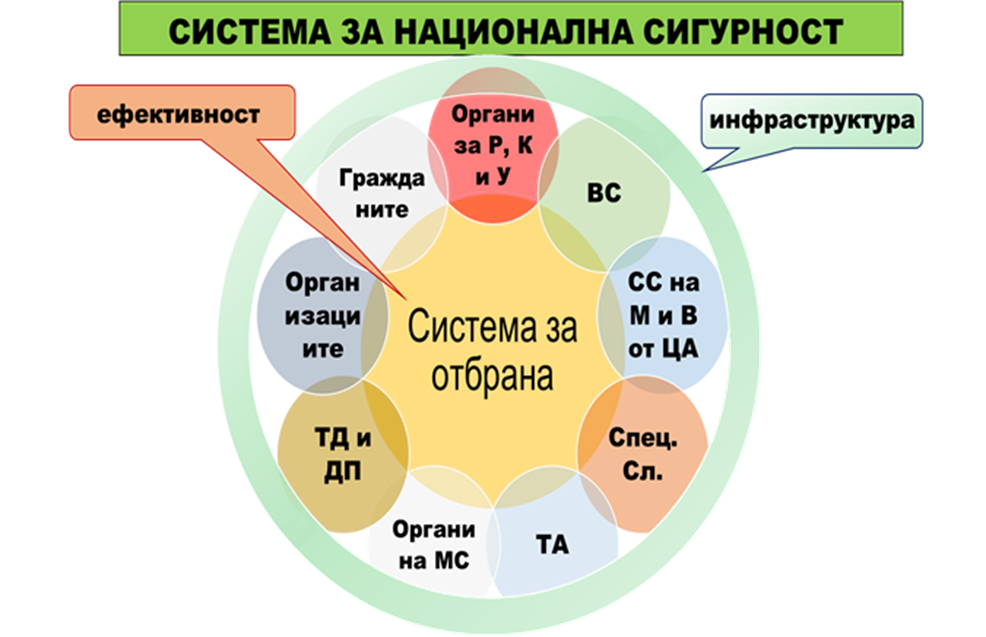 СИСТЕМА ЗА НАЦИОНАЛНА СИГУРНОСТ
ефективност
инфраструктура
Органи
за Р, К
и У
ВС
СС на
М и В
от ЦА
Спец.
Сл.
ТА
Органи
на МС
ТД и
ДП
Орган
изаци
ите
Гражда
ните
Система за
отбрана